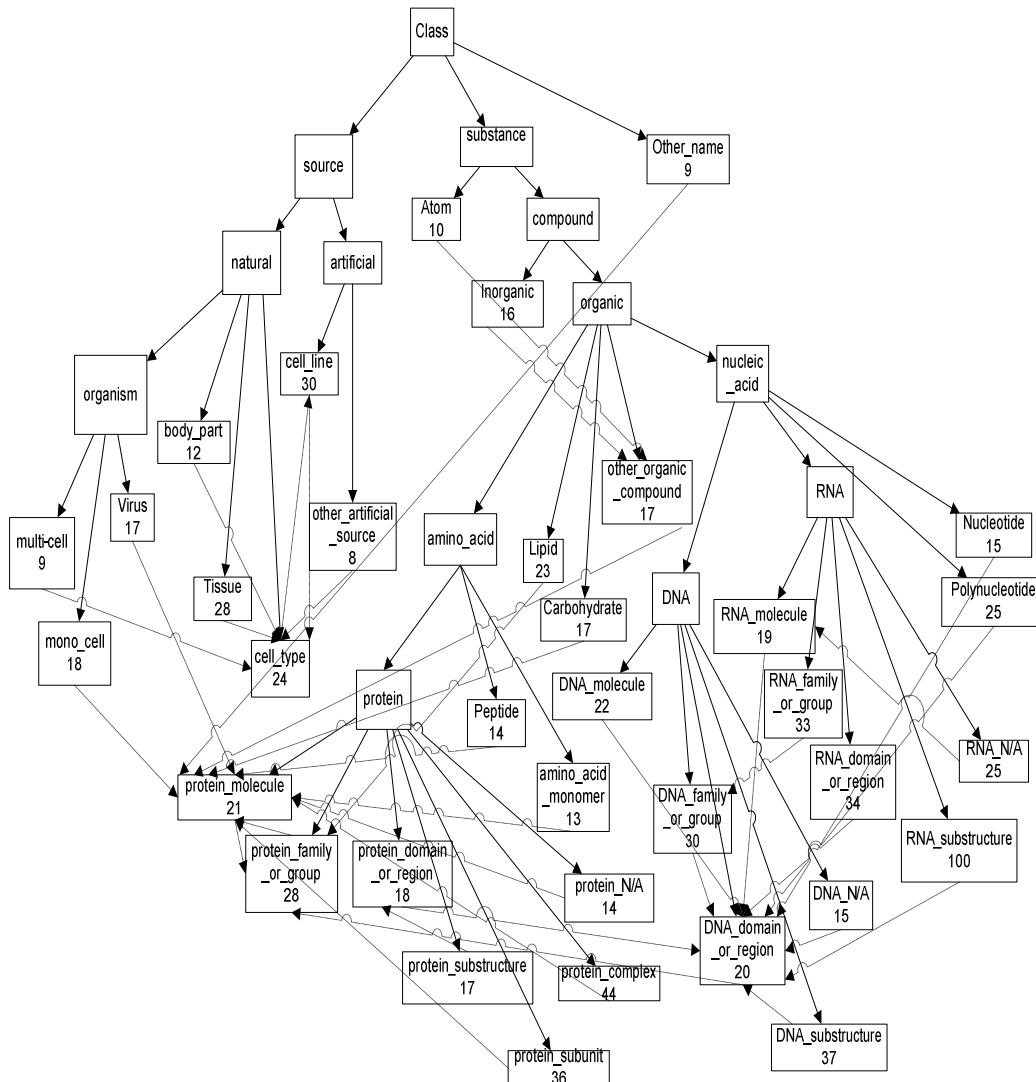 Class
substance
Other_name
9
source
Atom
10
compound
natural
artificial
Inorganic
16
organic
cell_line
30
nucleic
_acid
organism
body_part
12
other_organic
_compound
17
RNA
Virus
17
other_artificial
_source
8
multi-cell
9
amino_acid
Lipid
23
Nucleotide
15
Tissue
28
DNA
Polynucleotide
25
mono_cell
18
Carbohydrate
17
RNA_molecule
19
cell_type
24
protein
DNA_molecule
22
RNA_family
_or_group
33
Peptide
14
RNA_N/A
25
RNA_domain
_or_region
34
protein_molecule
21
amino_acid
_monomer
13
DNA_family
_or_group
30
RNA_substructure
100
protein_family
_or_group
28
protein_domain
_or_region
18
protein_N/A
14
DNA_N/A
15
DNA_domain
_or_region
20
protein_substructure
17
protein_complex
44
DNA_substructure
37
protein_subunit
36